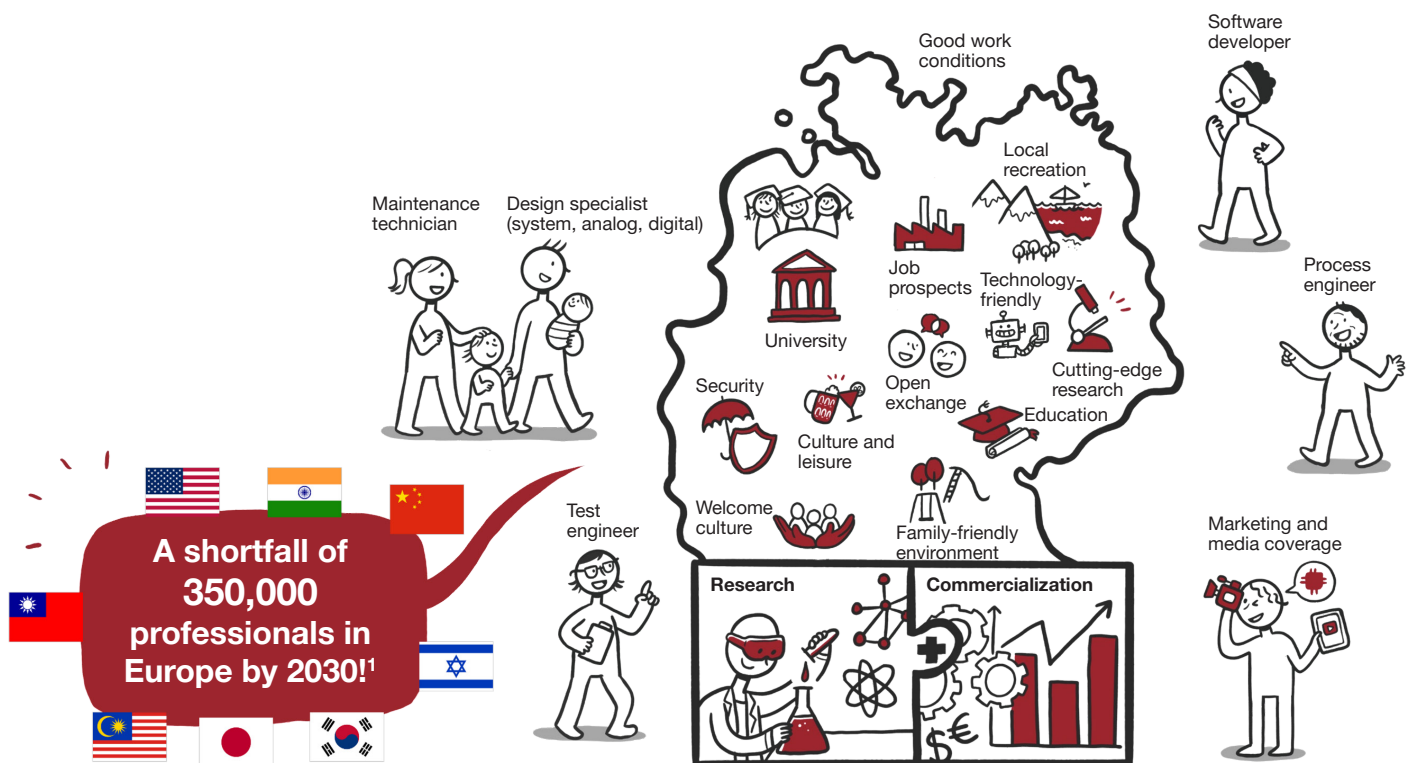 Good work
conditions
Software
developer
Local
recreation
Maintenance
technician
Design specialist
(system, analog, digital)
Job
prospects
Technology-
friendly
Process
engineer
University
Cutting-edge
research
Security
Open
exchange
Education
Culture and
leisure
Welcome
culture
Family-friendly
environment
Test
engineer
Marketing and
media coverage
A shortfall of
350,000
professionals in
Europe by 2030!¹
Research
Commercialization
$€